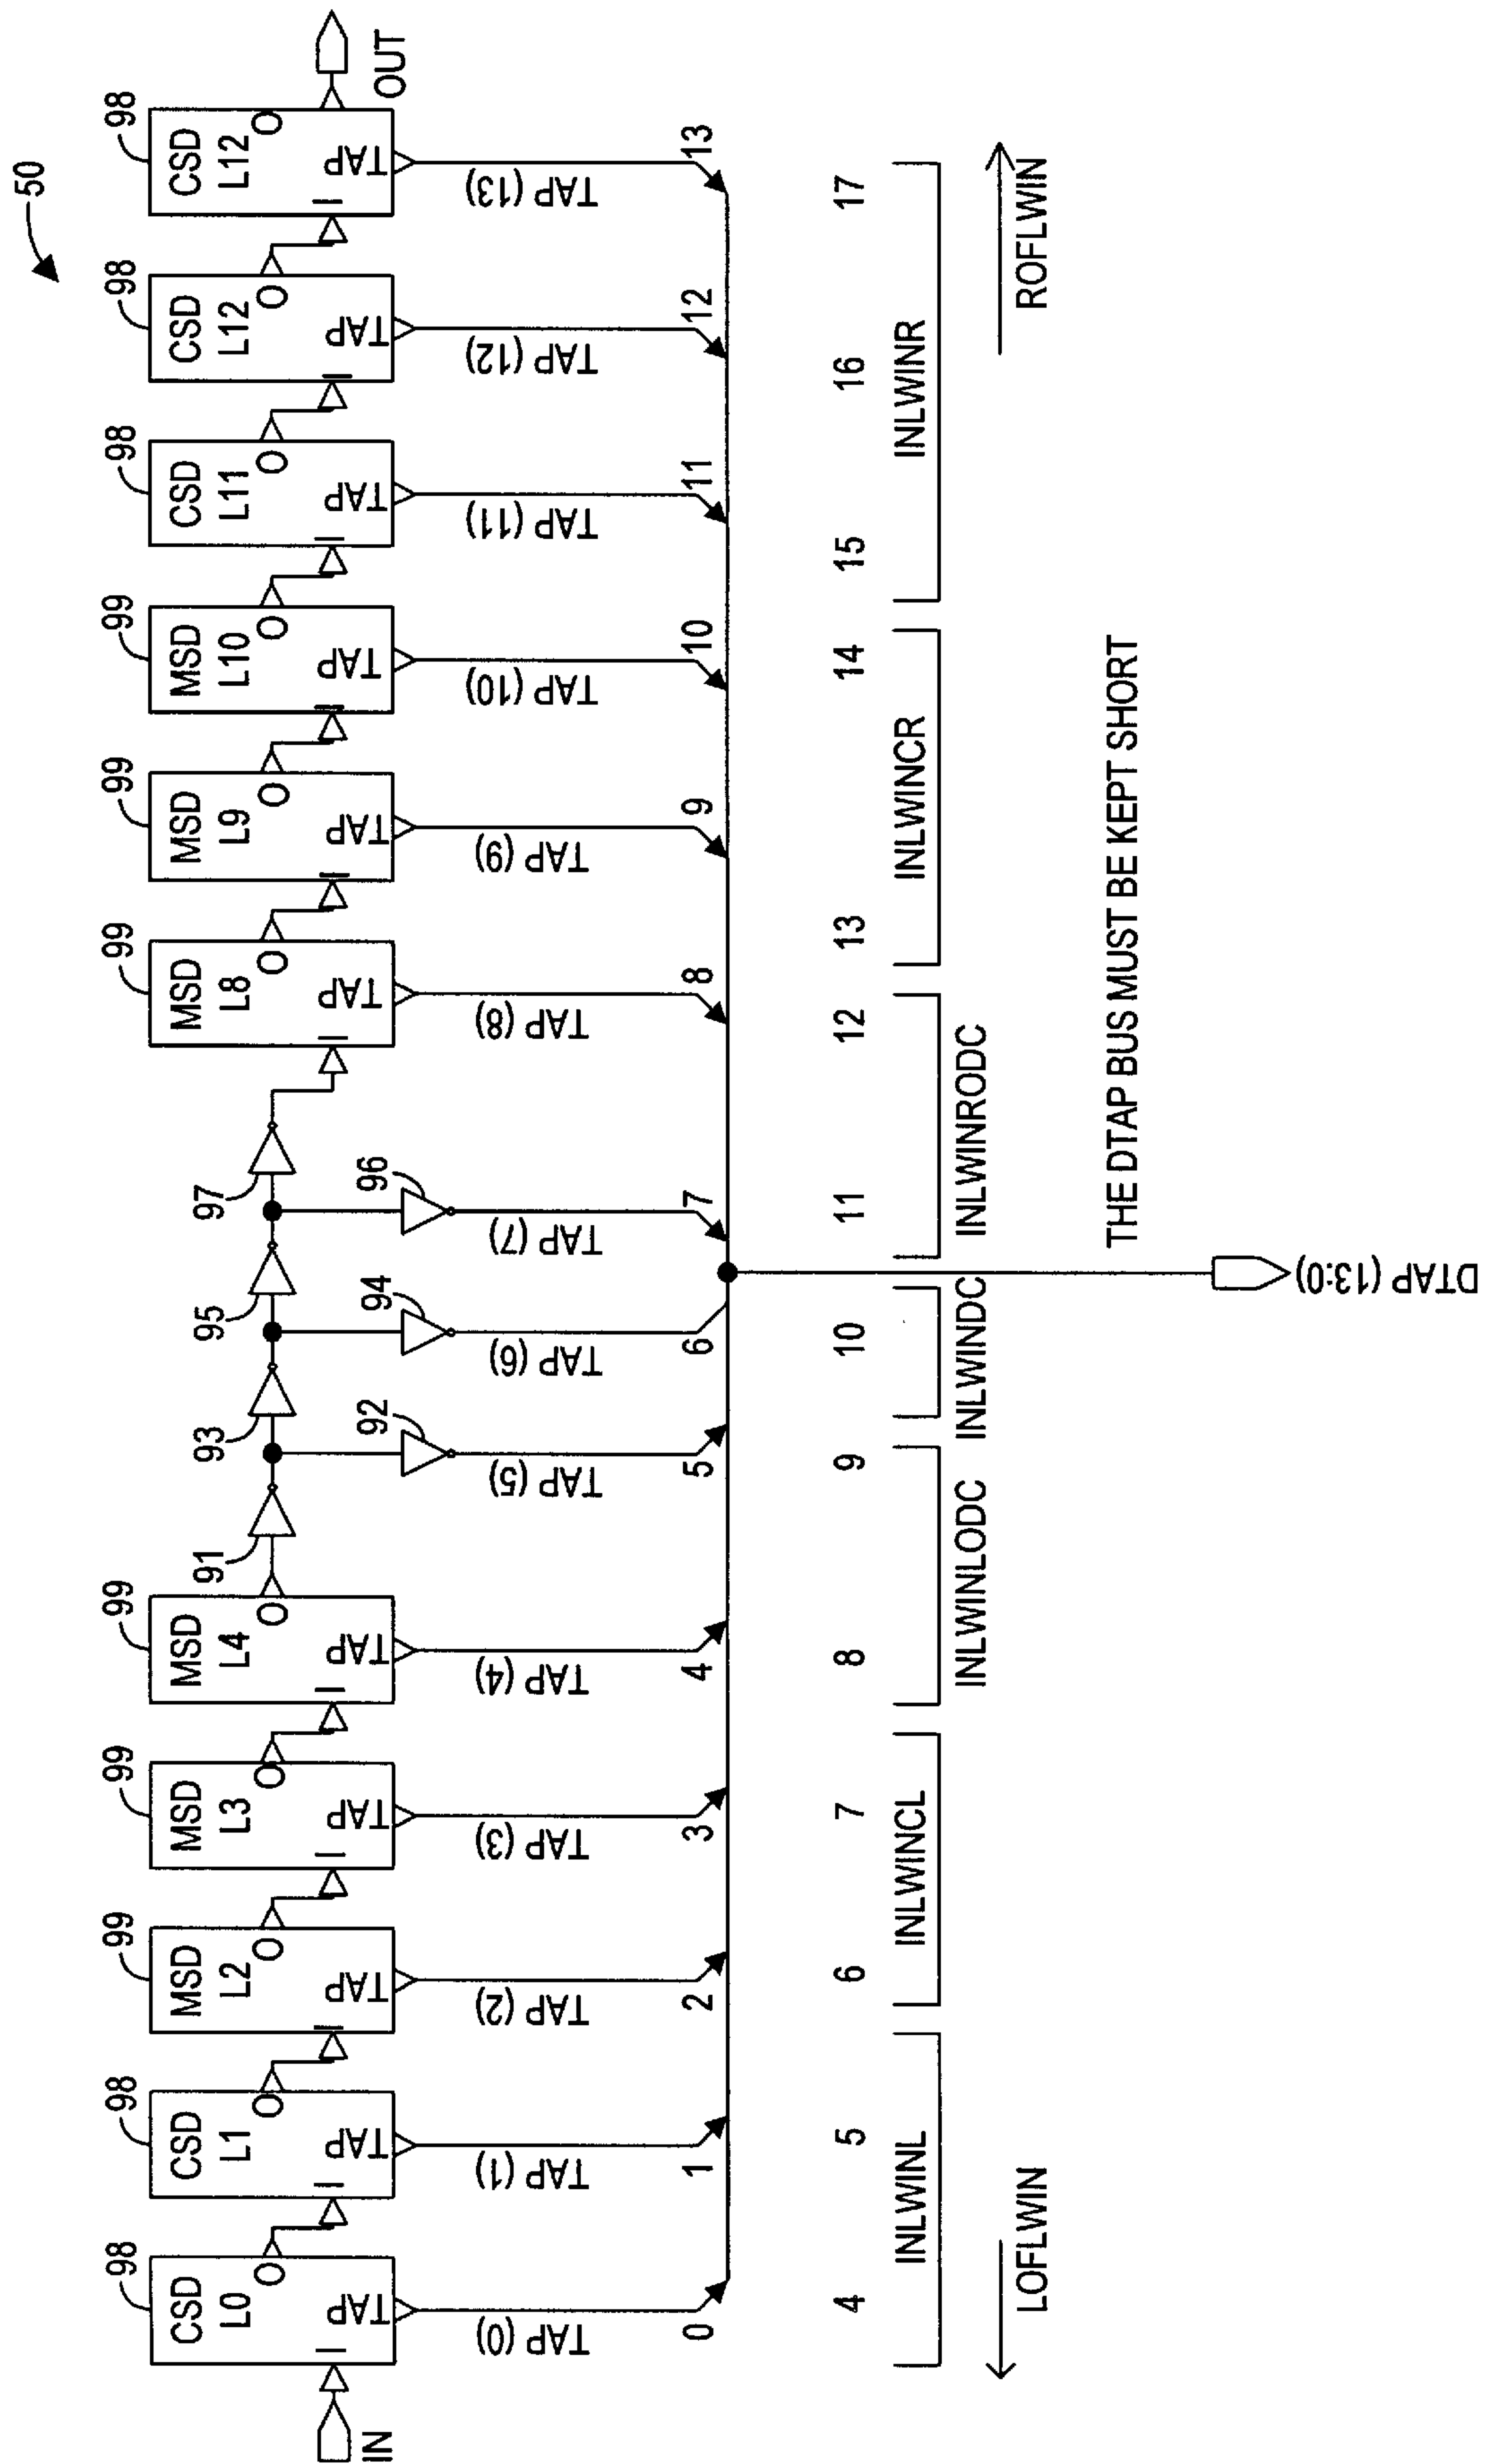 50
98 98 99 99 99 99 99 99 98 98 98
CSD CSD MSD MSD MSD MSD MSD MSD CSD CSD CSD
91 93 95 97
L0 L1 L2 L3 L4 L8 L9 L10 L11 L12 L12
O O O O O O O O O O O
I I I I I I I I I I I
TAP TAP TAP TAP TAP TAP TAP TAP TAP TAP TAP
92 94 96
IN OUT
TAP (0) TAP (1) TAP (2) TAP (3) TAP (4) TAP (5) TAP (6) TAP (7) TAP (8) TAP (9) TAP (10) TAP (11) TAP (12) TAP (13)
0 1 2 3 4 5 6 7 8 9 10 11 12 13
4 5 6 7 8 9 10 11 12 13 14 15 16 17
INLWINL INLWINCL INLWINCR INLWINR
INLWINLODC INLWINDC INLWINRODC
LOFLWIN ROFLWIN
THE DTAP BUS MUST BE KEPT SHORT
DTAP (13:0)